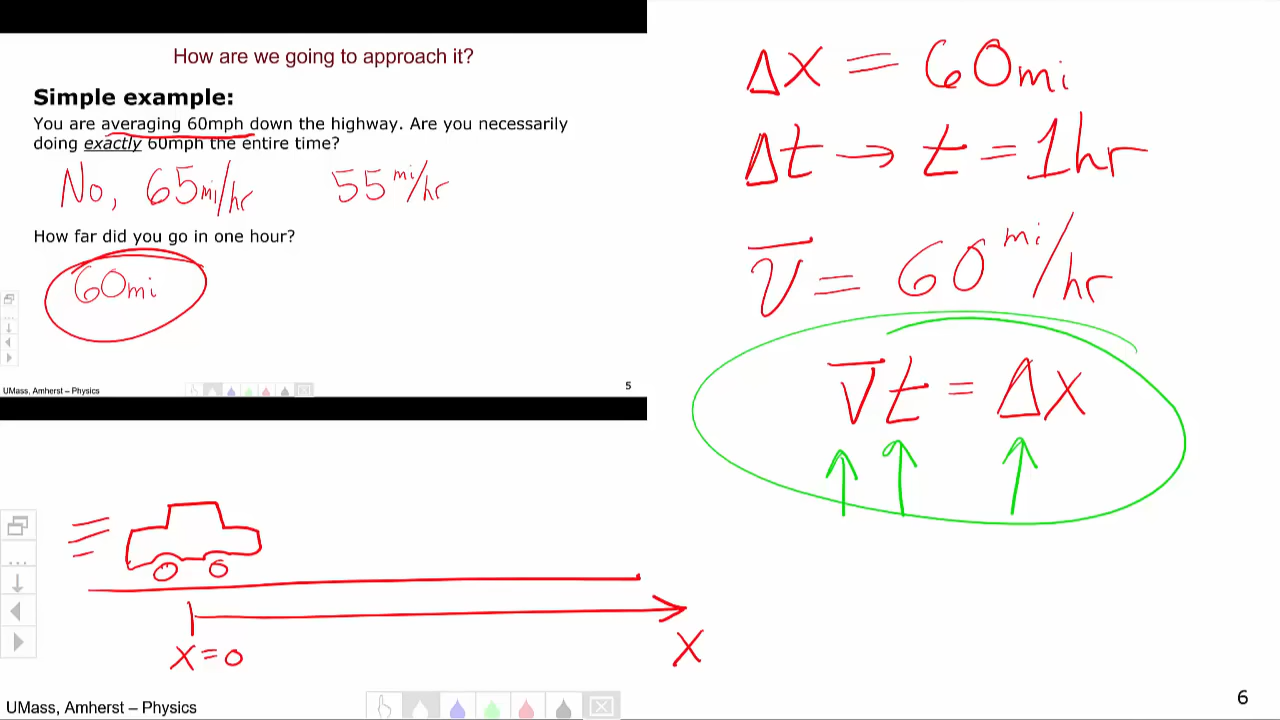 How are we going to approach it?
Simple example:
You are averaging 60mph down the highway. Are you necessarily
doing exactly 60mph the entire time?
No, 65mi/hr 55mi/hr
How far did you go in one hour?
60mi
UMass, Amherst – Physics 5
Δx = 60mi
Δt → t = 1hr
v̅ = 60 mi/hr
v̅t = Δx
x=0
x
UMass, Amherst – Physics
6